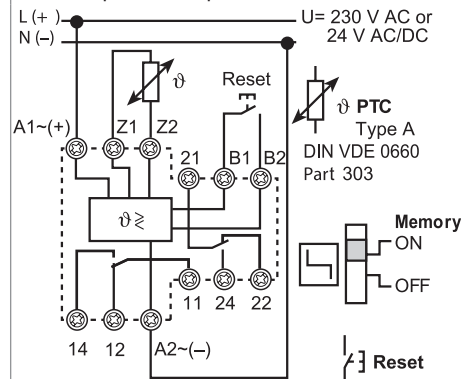 L (+)
U= 230 V AC or
N (–)
24 V AC/DC
ϑ
Reset
A1~(+)
Z1
Z2
ϑ PTC
Type A
DIN VDE 0660
Part 303
21
B1
B2
ϑ ≥
Memory
ON
OFF
11
24
22
14
12
A2~(–)
Reset